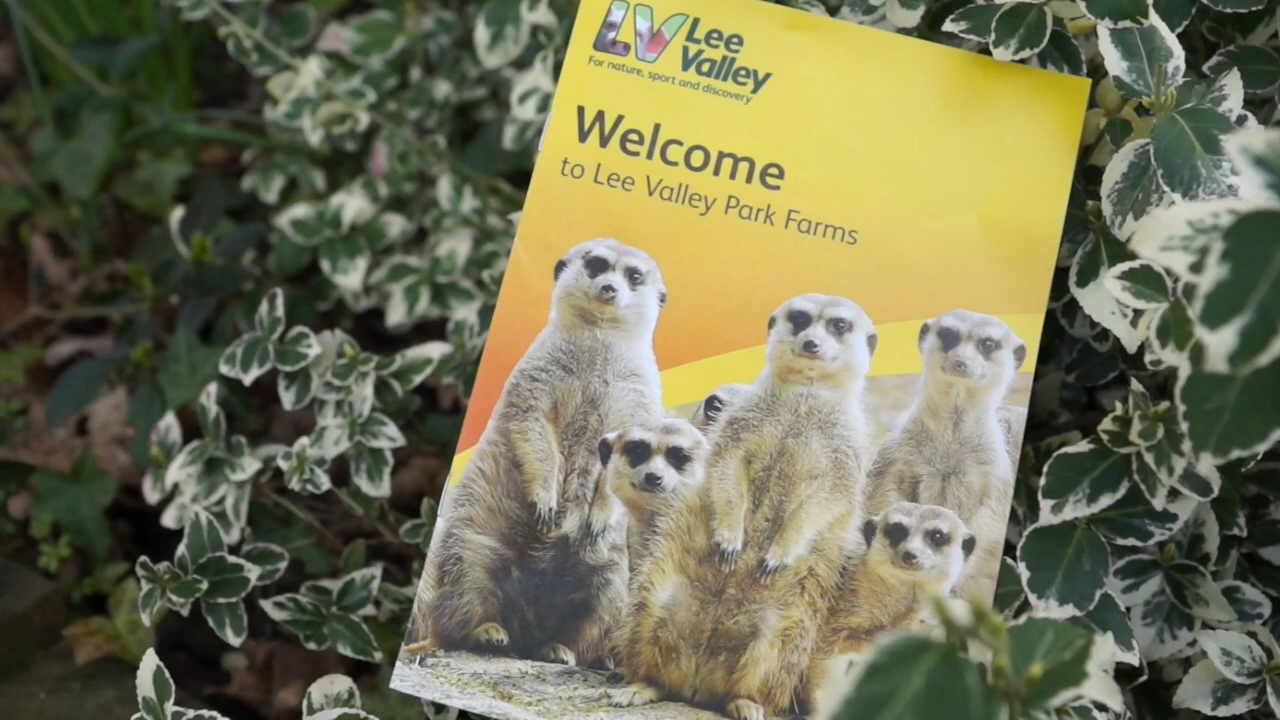 LV Lee Valley
For nature, sport and discovery
Welcome
to Lee Valley Park Farms